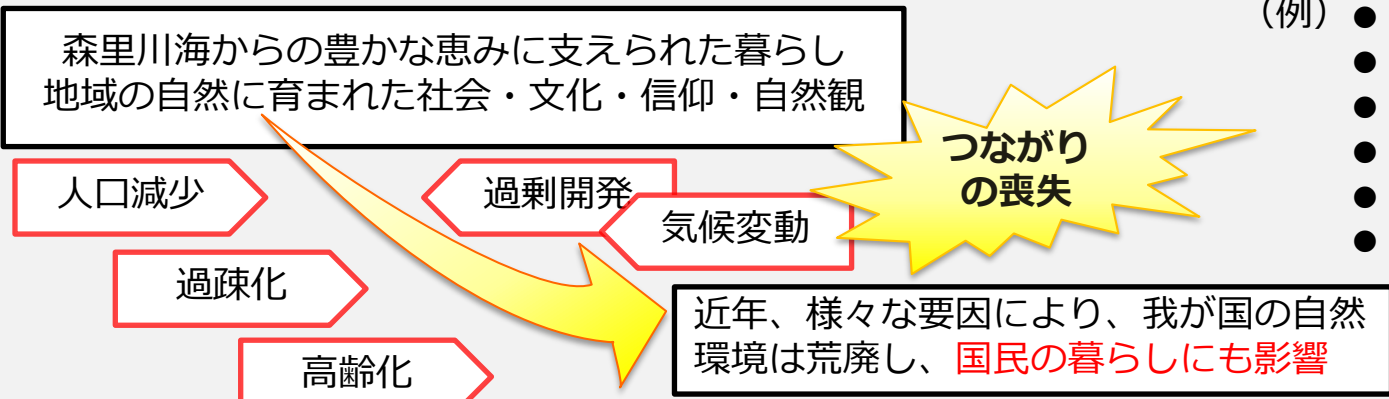 （例）●
●
●
●
●
●
森里川海からの豊かな恵みに支えられた暮らし
地域の自然に育まれた社会・文化・信仰・自然観
つながり
の喪失
人口減少
過剰開発
気候変動
過疎化
高齢化
近年、様々な要因により、我が国の自然
環境は荒廃し、国民の暮らしにも影響